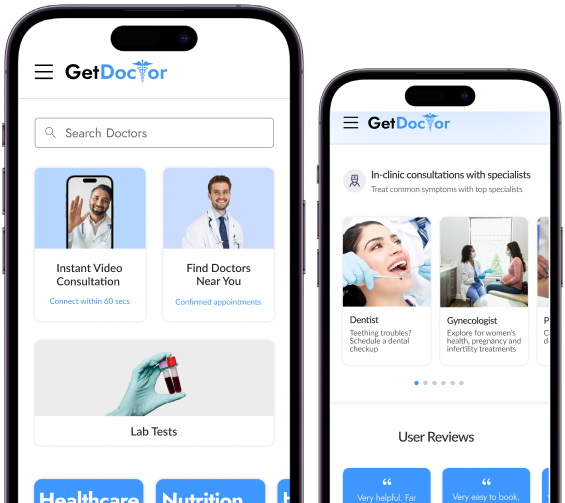 GetDoctor
Search Doctors
Instant Video
Consultation
Connect within 60 secs
Find Doctors
Near You
Confirmed appointments
Lab Tests
Healthcare
Nutrition
GetDoctor
In-clinic consultations with specialists
Treat common symptoms with top specialists
Dentist
Teething troubles?
Schedule a dental
checkup
Gynecologist
Explore for women's
health, pregnancy and
infertility treatments
User Reviews
“
Very helpful. Far
“
Very easy to book,